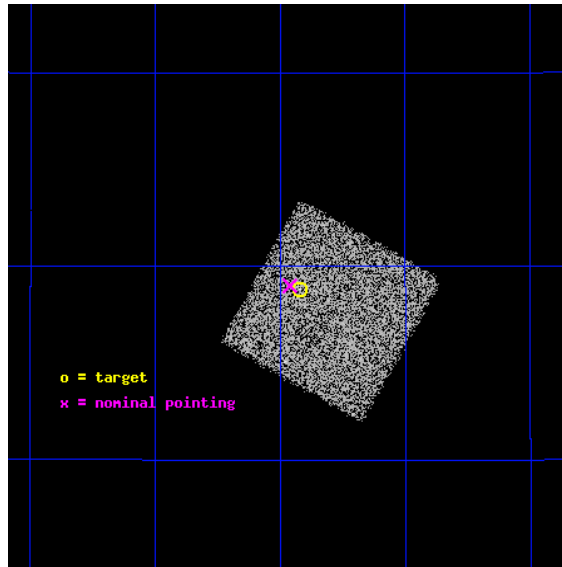 o = target
x = nominal pointing